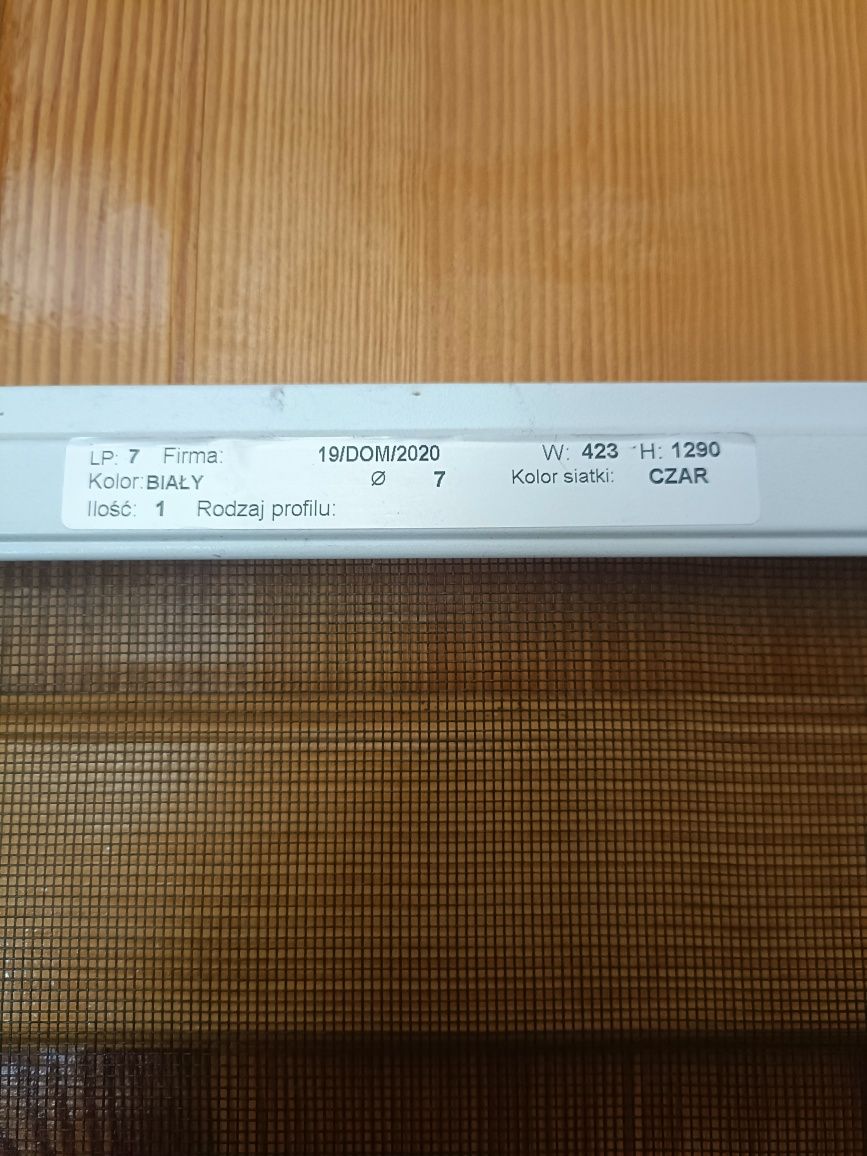 LP: 7 Firma: 19/DOM/2020 W: 423 H: 1290
Kolor: BIAŁY Ø 7 Kolor siatki: CZAR
Ilość: 1 Rodzaj profilu: